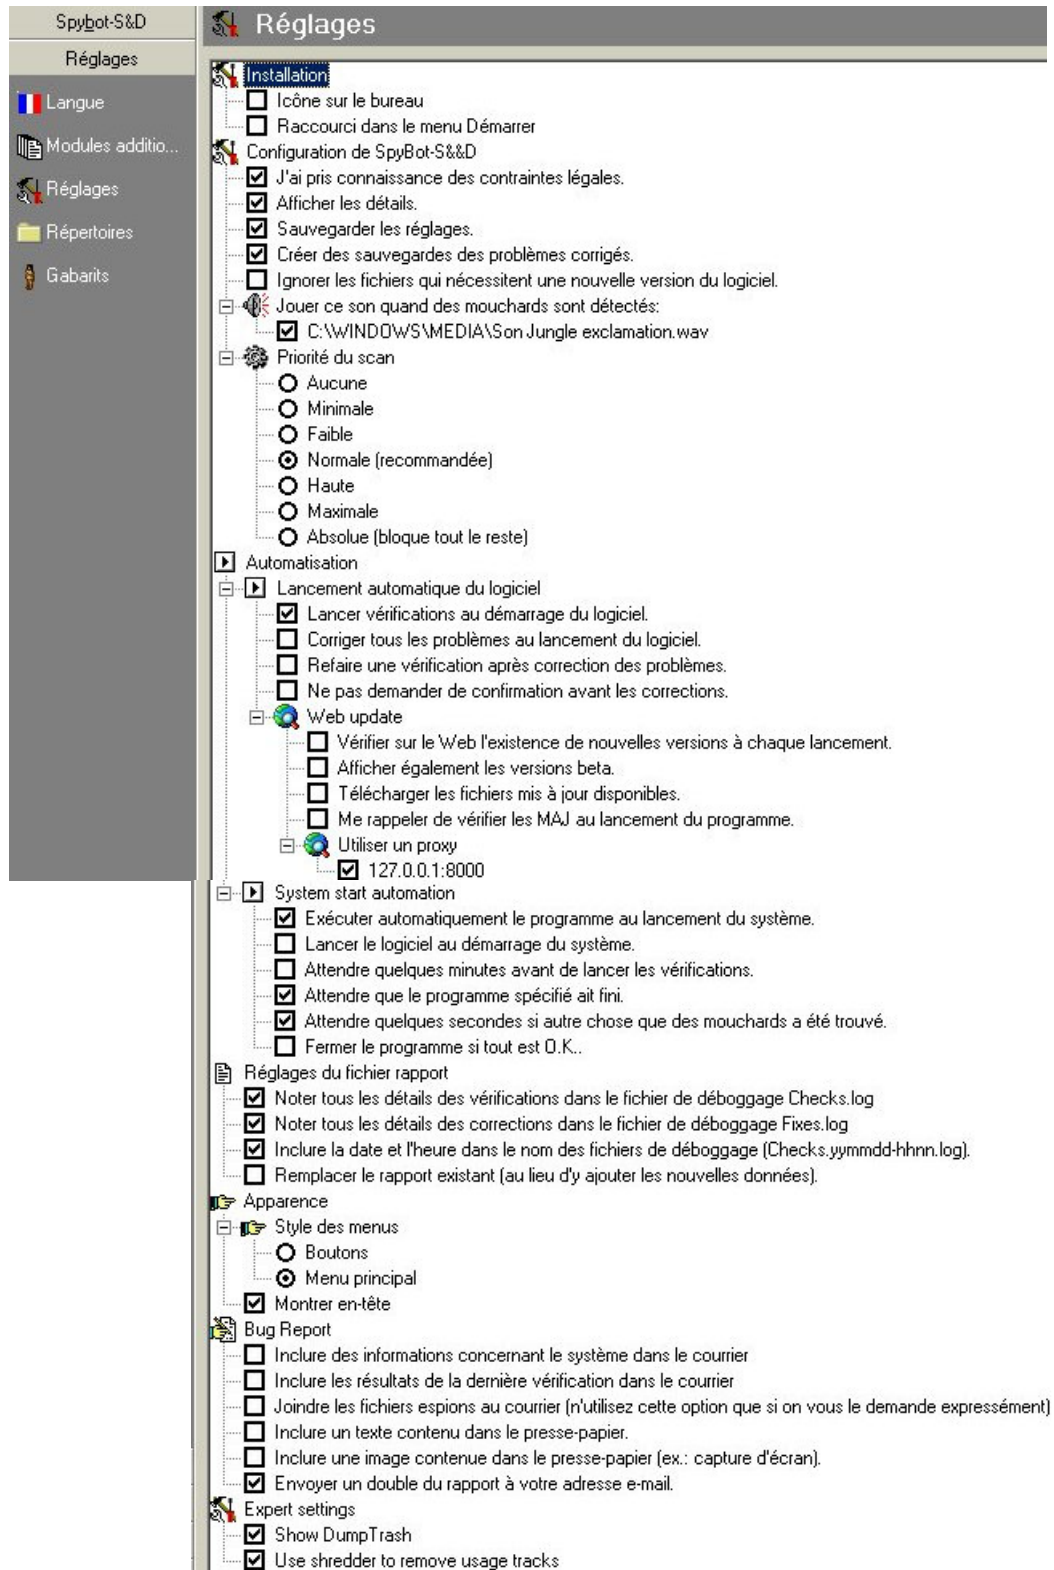 Spybot-S&D
Réglages
Langue
Modules additio...
Réglages
Répertoires
Gabarits
Réglages
Installation
Icône sur le bureau
Raccourci dans le menu Démarrer
Configuration de SpyBot-S&&D
J'ai pris connaissance des contraintes légales.
Afficher les détails.
Sauvegarder les réglages.
Créer des sauvegardes des problèmes corrigés.
Ignorer les fichiers qui nécessitent une nouvelle version du logiciel.
Jouer ce son quand des mouchards sont détectés:
C:\WINDOWS\MEDIA\Son Jungle exclamation.wav
Priorité du scan
Aucune
Minimale
Faible
Normale (recommandée)
Haute
Maximale
Absolue (bloque tout le reste)
Automatisation
Lancement automatique du logiciel
Lancer vérifications au démarrage du logiciel.
Corriger tous les problèmes au lancement du logiciel.
Refaire une vérification après correction des problèmes.
Ne pas demander de confirmation avant les corrections.
Web update
Vérifier sur le Web l'existence de nouvelles versions à chaque lancement.
Afficher également les versions beta.
Télécharger les fichiers mis à jour disponibles.
Me rappeler de vérifier les MAJ au lancement du programme.
Utiliser un proxy
127.0.0.1:8000
System start automation
Exécuter automatiquement le programme au lancement du système.
Lancer le logiciel au démarrage du système.
Attendre quelques minutes avant de lancer les vérifications.
Attendre que le programme spécifié ait fini.
Attendre quelques secondes si autre chose que des mouchards a été trouvé.
Fermer le programme si tout est O.K..
Réglages du fichier rapport
Noter tous les détails des vérifications dans le fichier de déboggage Checks.log
Noter tous les détails des corrections dans le fichier de déboggage Fixes.log
Inclure la date et l'heure dans le nom des fichiers de déboggage (Checks.yymmdd-hhnn.log).
Remplacer le rapport existant (au lieu d'y ajouter les nouvelles données).
Apparence
Style des menus
Boutons
Menu principal
Montrer en-tête
Bug Report
Inclure des informations concernant le système dans le courrier
Inclure les résultats de la dernière vérification dans le courrier
Joindre les fichiers espions au courrier (n'utilisez cette option que si on vous le demande expressément)
Inclure un texte contenu dans le presse-papier.
Inclure une image contenue dans le presse-papier (ex.: capture d'écran).
Envoyer un double du rapport à votre adresse e-mail.
Expert settings
Show DumpTrash
Use shredder to remove usage tracks